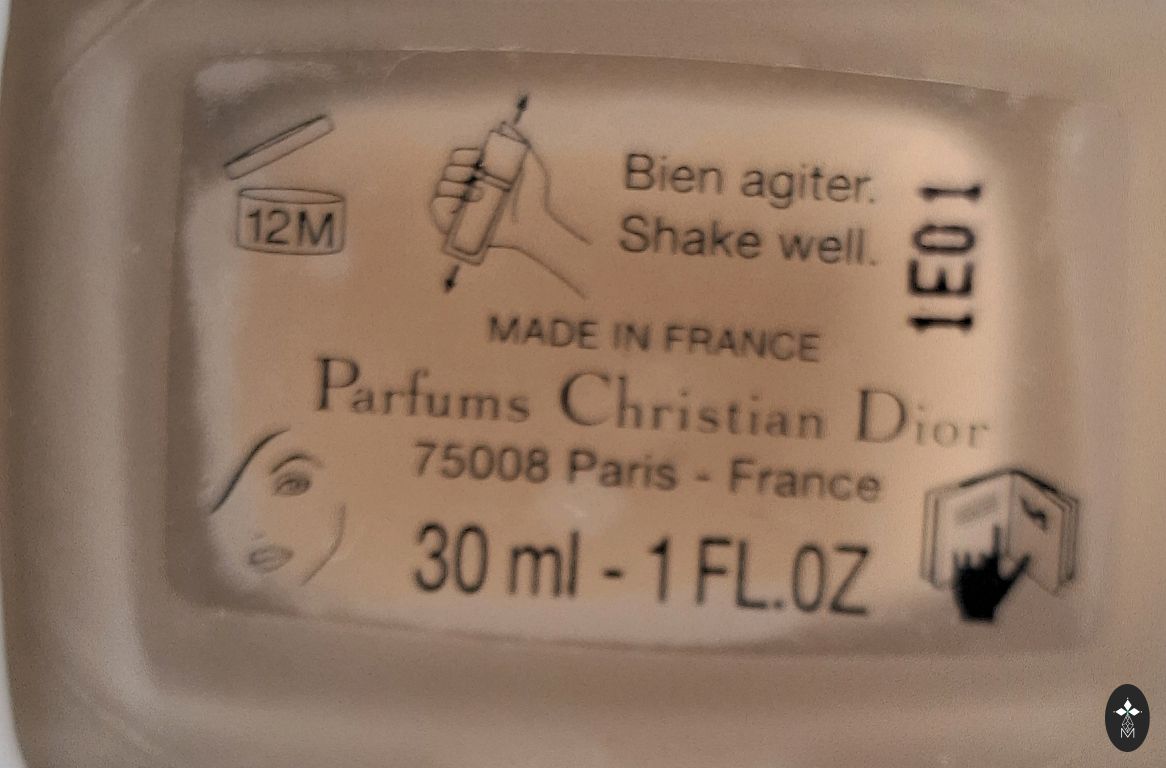 12M
Bien agiter.
Shake well.
1E01
MADE IN FRANCE
Parfums Christian Dior
75008 Paris - France
30 ml - 1 FL.OZ
M